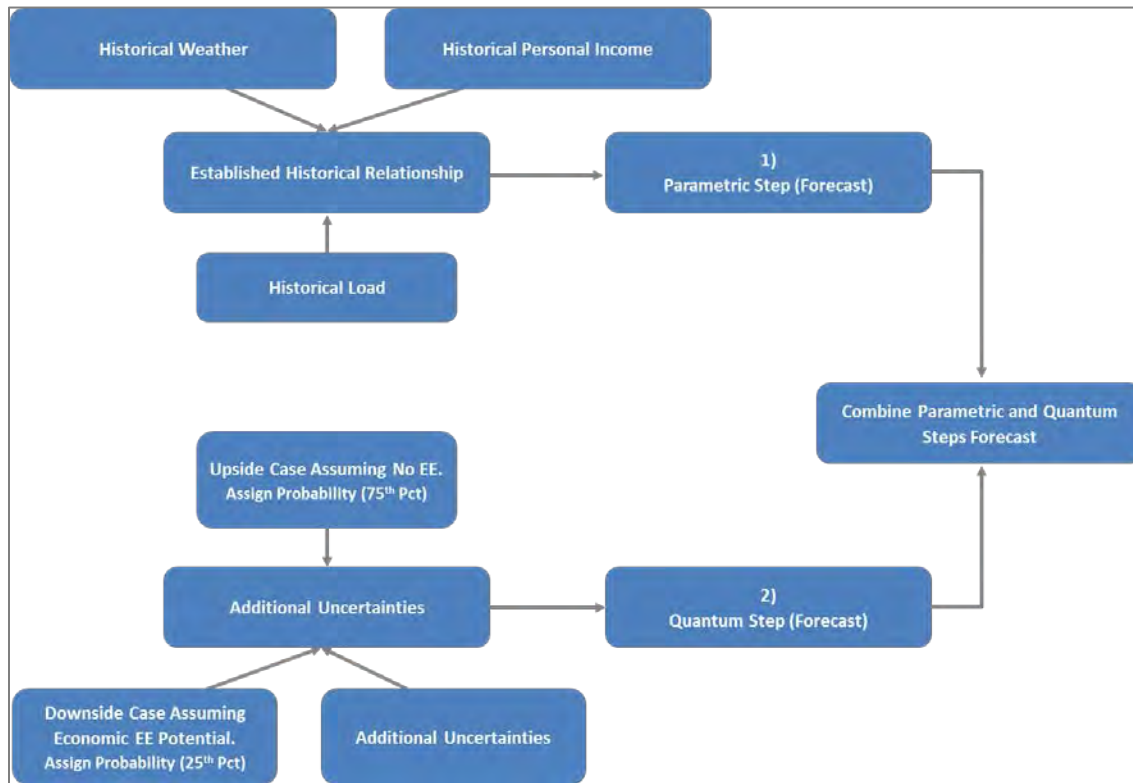 Historical Weather
Historical Personal Income
Established Historical Relationship
1)
Parametric Step (Forecast)
Historical Load
Combine Parametric and Quantum
Steps Forecast
Upside Case Assuming No EE.
Assign Probability (75th Pct)
Additional Uncertainties
2)
Quantum Step (Forecast)
Downside Case Assuming
Economic EE Potential.
Assign Probability (25th Pct)
Additional Uncertainties